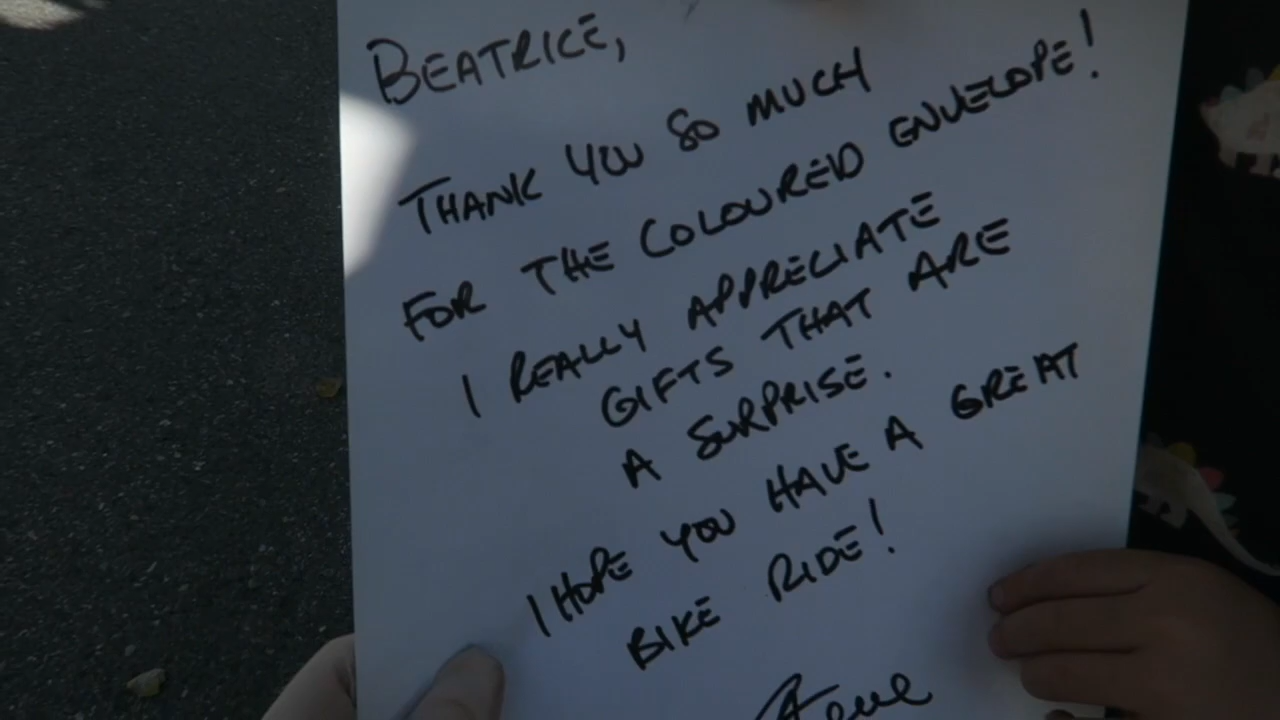 BEATRICE,
THANK YOU SO MUCH
FOR THE COLOURED ENVELOPE!
I REALLY APPRECIATE
GIFTS THAT ARE
A SURPRISE.
I HOPE YOU HAVE A GREAT
BIKE RIDE!